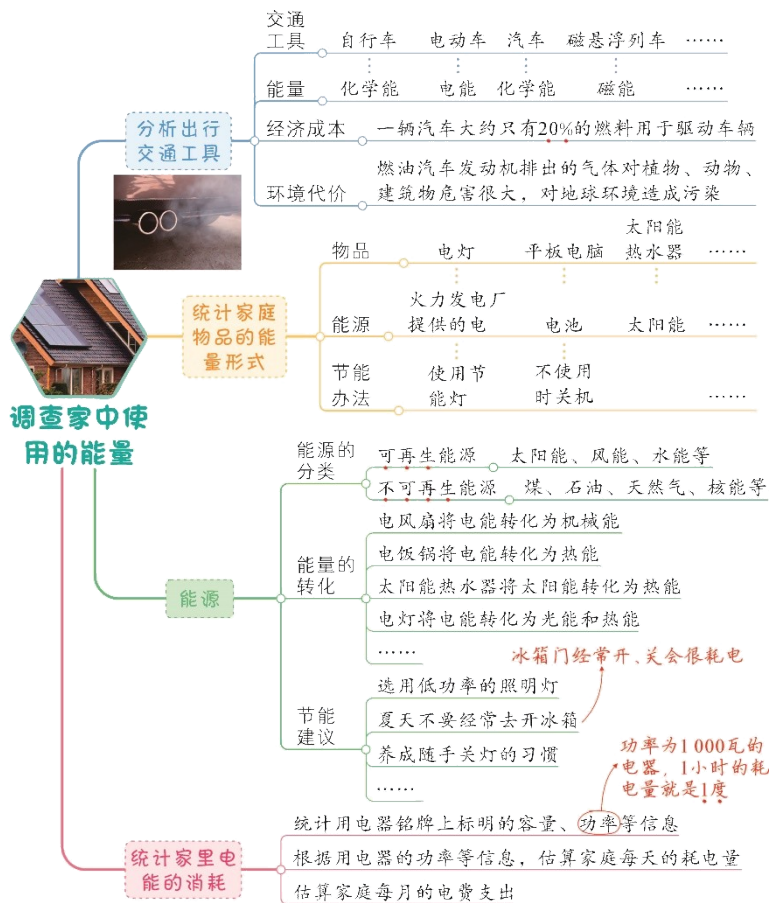 交通
工具 自行车 电动车 汽车 磁悬浮列车 ……
能量 化学能 电能 化学能 磁能 ……
分析出行
交通工具
经济成本 一辆汽车大约只有20%的燃料用于驱动车辆
环境代价 燃油汽车发动机排出的气体对植物、动物、
建筑物危害很大，对地球环境造成污染
物品 电灯 平板电脑 太阳能
热水器 ……
统计家庭
物品的能
量形式
能源 火力发电厂
提供的电 电池 太阳能 ……
节能
办法 使用节
能灯 不使用
时关机 ……
调查家中使
用的能量
能源的
分类
可再生能源 太阳能、风能、水能等
不可再生能源 煤、石油、天然气、核能等
能源
能量的
转化
电风扇将电能转化为机械能
电饭锅将电能转化为热能
太阳能热水器将太阳能转化为热能
电灯将电能转化为光能和热能
……
冰箱门经常开、关会很耗电
节能
建议
选用低功率的照明灯
夏天不要经常去开冰箱
养成随手关灯的习惯
……
功率为1000瓦的
电器，1小时的耗
电量就是1度
统计家里电
能的消耗
统计用电器铭牌上标明的容量、功率等信息
根据用电器的功率等信息，估算家庭每天的耗电量
估算家庭每月的电费支出